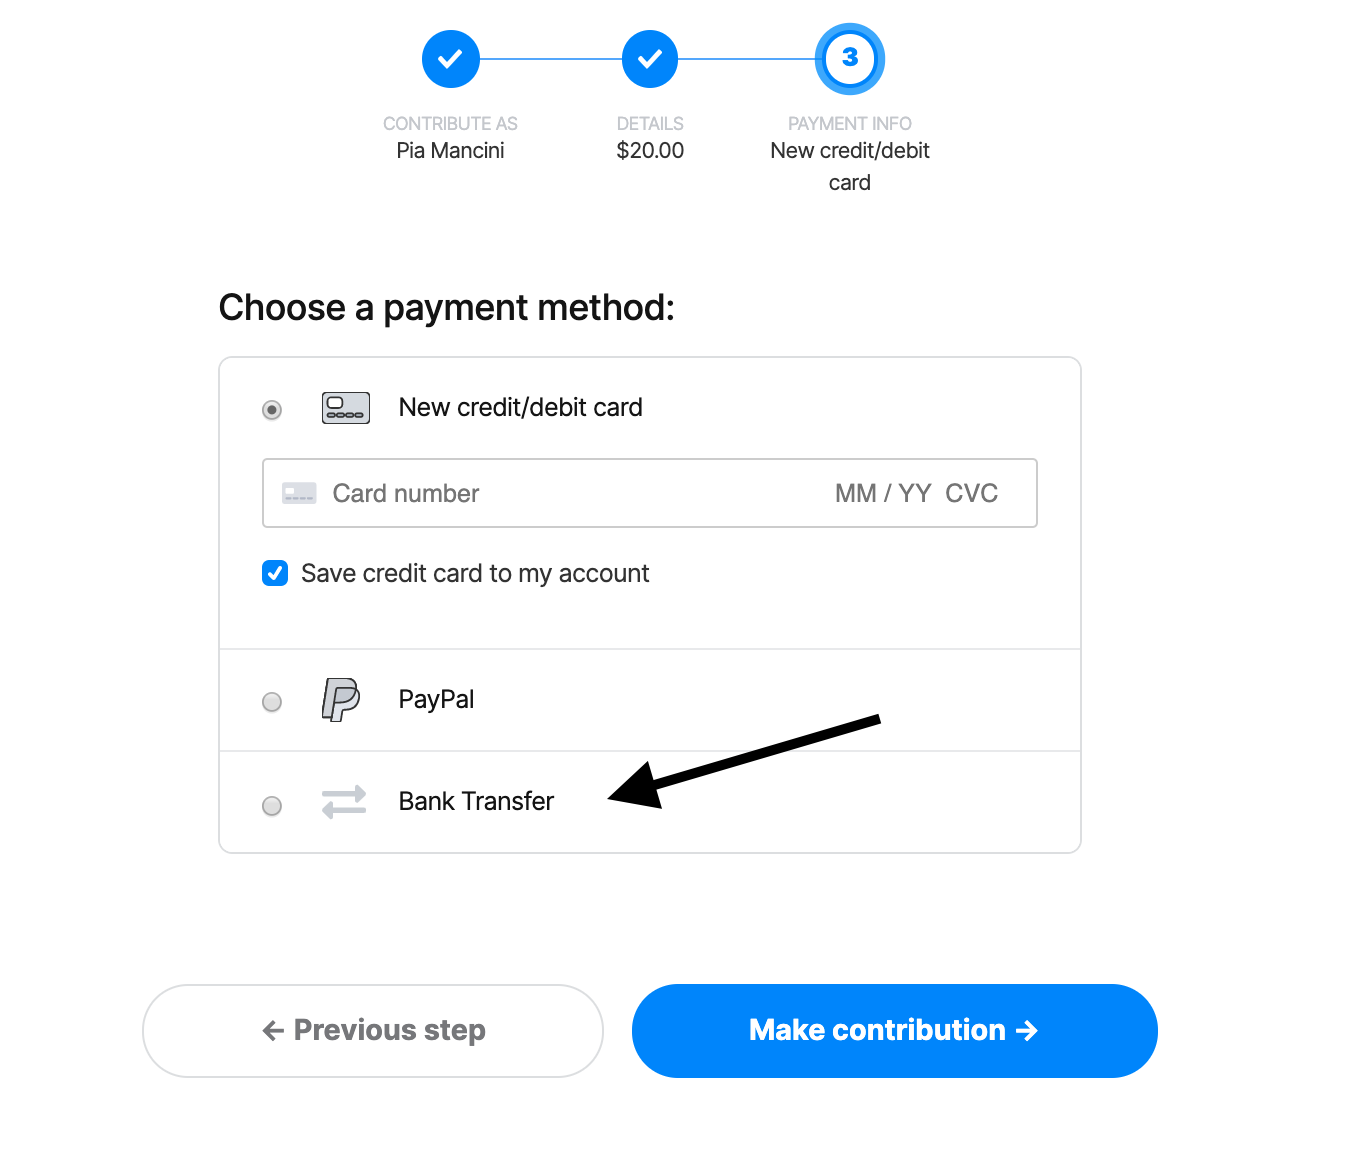 3
CONTRIBUTE AS
Pia Mancini
DETAILS
$20.00
PAYMENT INFO
New credit/debit
card
Choose a payment method:
New credit/debit card
Card number MM / YY CVC
Save credit card to my account
PayPal
Bank Transfer
← Previous step
Make contribution →